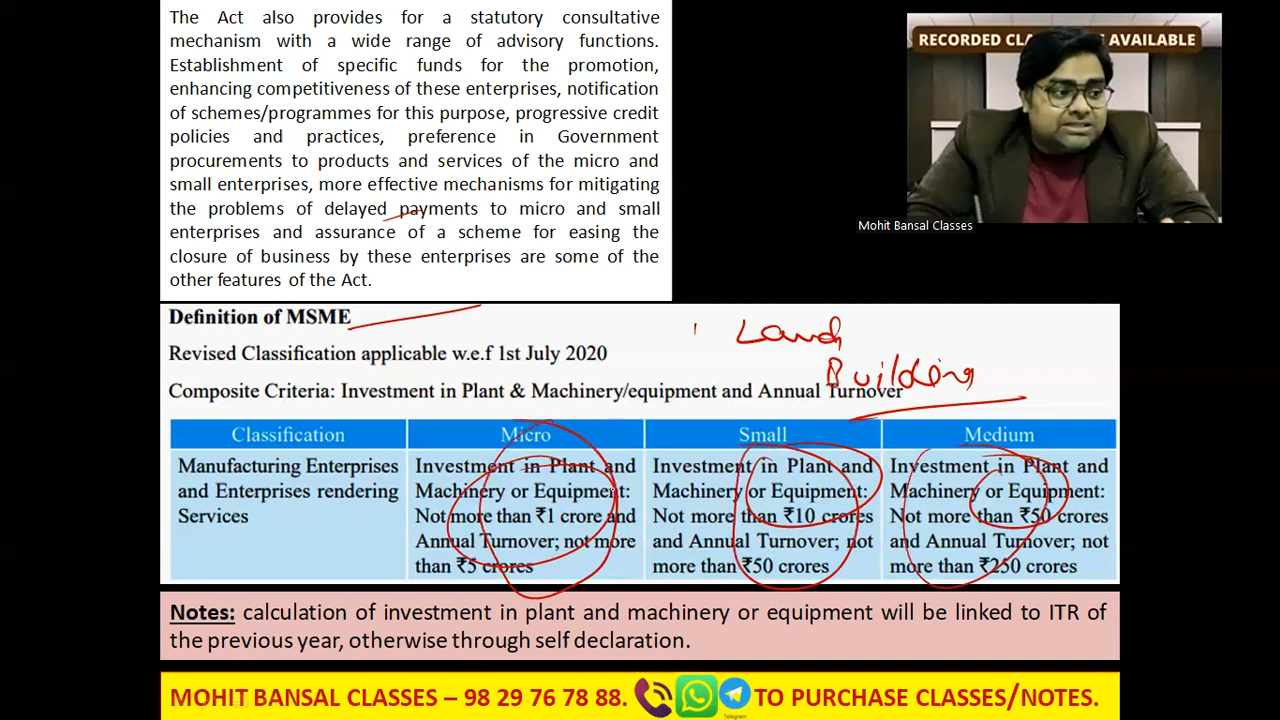 The Act also provides for a statutory consultative
mechanism with a wide range of advisory functions.
Establishment of specific funds for the promotion,
enhancing competitiveness of these enterprises, notification
of schemes/programmes for this purpose, progressive credit
policies and practices, preference in Government
procurements to products and services of the micro and
small enterprises, more effective mechanisms for mitigating
the problems of delayed payments to micro and small
enterprises and assurance of a scheme for easing the
closure of business by these enterprises are some of the
other features of the Act.
RECORDED AVAILABLE
Mohit Bansal Classes
Definition of MSME
Land
Building
Revised Classification applicable w.e.f 1st July 2020
Composite Criteria: Investment in Plant & Machinery/equipment and Annual Turnover
Classification
Micro
Small
Medium
Manufacturing Enterprises
and Enterprises rendering
Services
Investment in Plant and
Machinery or Equipment:
Not more than ₹1 crore and
Annual Turnover; not more
than ₹5 crores
Investment in Plant and
Machinery or Equipment:
Not more than ₹10 crores
and Annual Turnover; not
more than ₹50 crores
Investment in Plant and
Machinery or Equipment:
Not more than ₹50 crores
and Annual Turnover; not
more than ₹250 crores
Notes: calculation of investment in plant and machinery or equipment will be linked to ITR of
the previous year, otherwise through self declaration.
MOHIT BANSAL CLASSES – 98 29 76 78 88. TO PURCHASE CLASSES/NOTES.
Telegram